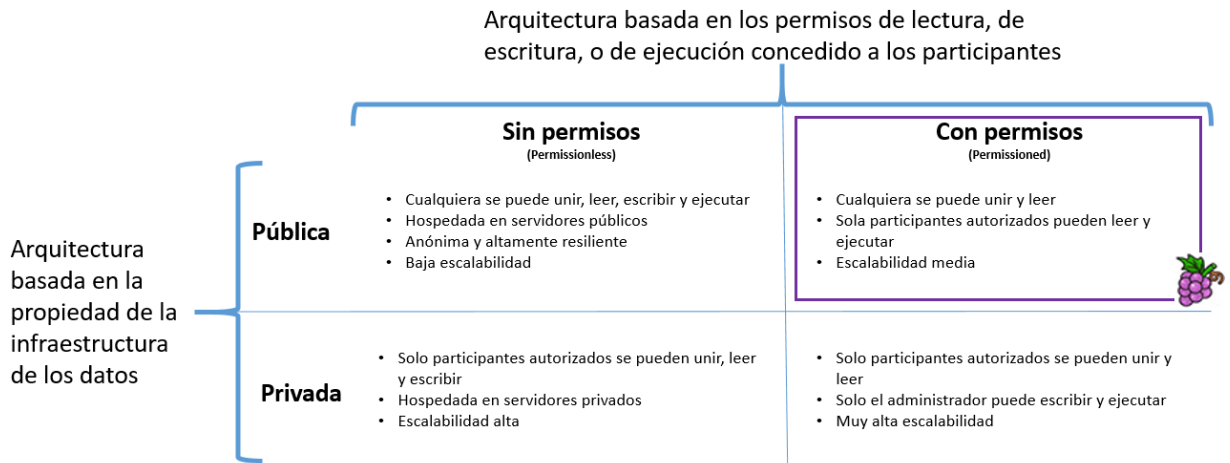 Arquitectura basada en los permisos de lectura, de
escritura, o de ejecución concedido a los participantes
Sin permisos
(Permissionless)
Con permisos
(Permissioned)
Arquitectura
basada en la
propiedad de la
infraestructura
de los datos
Pública
• Cualquiera se puede unir, leer, escribir y ejecutar
• Hospedada en servidores públicos
• Anónima y altamente resiliente
• Baja escalabilidad
• Cualquiera se puede unir y leer
• Sola participantes autorizados pueden leer y
ejecutar
• Escalabilidad media
Privada
• Solo participantes autorizados se pueden unir, leer
y escribir
• Hospedada en servidores privados
• Escalabilidad alta
• Solo participantes autorizados se pueden unir y
leer
• Solo el administrador puede escribir y ejecutar
• Muy alta escalabilidad